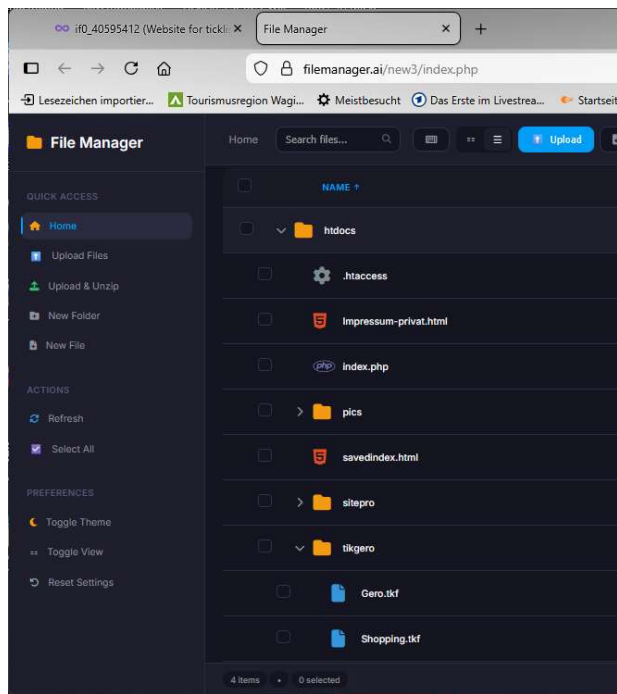 if0_40595412 (Website for tickli
File Manager
filemanager.ai/new3/index.php
Lesezeichen importier... Tourismusregion Wagi... Meistbesucht Das Erste im Livestrea... Startseit
File Manager
Home Search files... Upload
QUICK ACCESS
Home
Upload Files
Upload & Unzip
New Folder
New File
ACTIONS
Refresh
Select All
PREFERENCES
Toggle Theme
Toggle View
Reset Settings
NAME ↑
htdocs
.htaccess
Impressum-privat.html
php index.php
pics
savedindex.html
sitepro
tikgero
Gero.tkf
Shopping.tkf
4 items • 0 selected